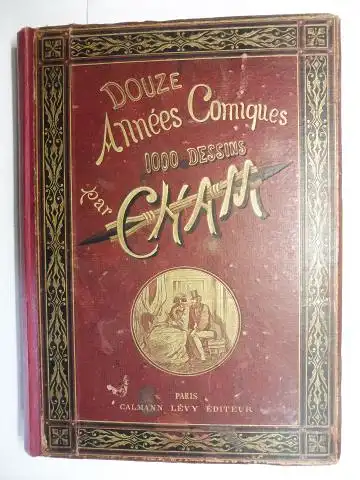 DOUZE
Années Comiques
1000 DESSINS
par
CHAM
PARIS
CALMANN LÉVY ÉDITEUR